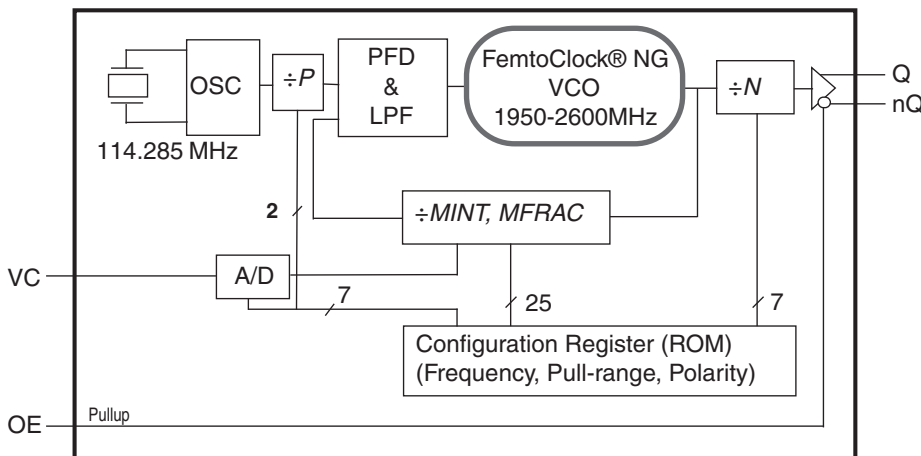 OSC
÷P
PFD
&
LPF
FemtoClock® NG
VCO
1950-2600MHz
÷N
Q
nQ
114.285 MHz
2
÷MINT, MFRAC
VC
A/D
7
25
7
Configuration Register (ROM)
(Frequency, Pull-range, Polarity)
OE
Pullup